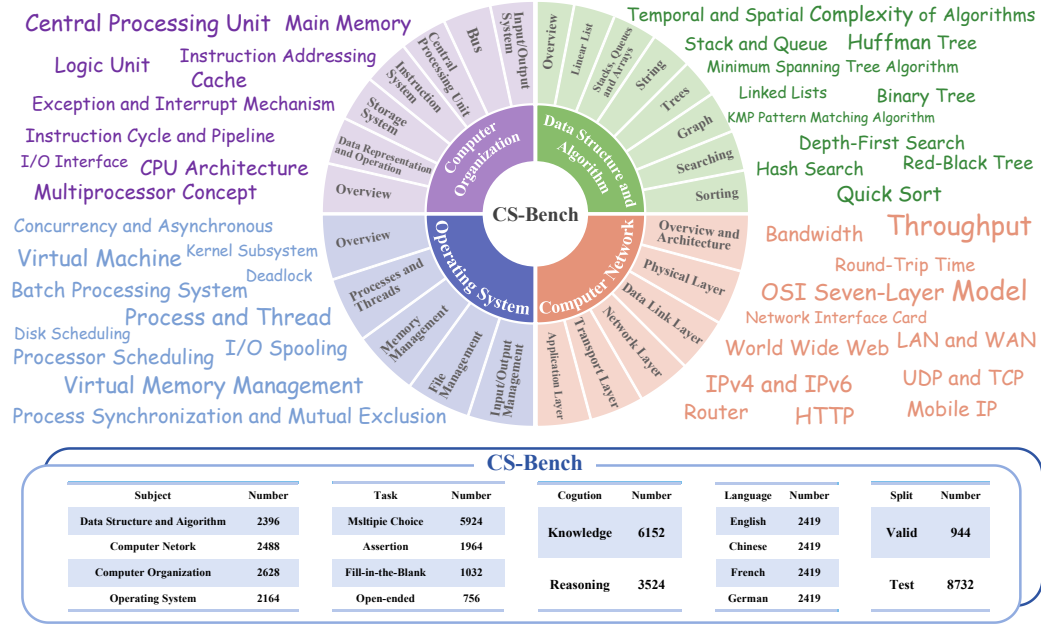 Central Processing Unit
Main Memory
Logic Unit
Instruction Addressing
Cache
Exception and Interrupt Mechanism
Instruction Cycle and Pipeline
I/O Interface
CPU Architecture
Multiprocessor Concept
Concurrency and Asynchronous
Virtual Machine
Kernel Subsystem
Deadlock
Batch Processing System
Process and Thread
Disk Scheduling
Processor Scheduling
I/O Spooling
Virtual Memory Management
Process Synchronization and Mutual Exclusion
CS-Bench
Computer
Organization
Overview
Data Representation
and Operation
Storage
System
Instruction
System
Central
Processing Unit
Bus
Input/Output
System
Data Structure and
Algorithm
Overview
Linear List
Stacks, Queues
and Arrays
String
Trees
Graph
Searching
Sorting
Operating System
Overview
Processes and
Threads
Memory
Management
File
Management
Input/Output
Management
Computer Network
Overvicw and
Architecture
Physical Layer
Data Link Layer
Network Layer
Transport Layer
Application Layer
Temporal and Spatial Complexity of Algorithms
Stack and Queue
Huffman Tree
Minimum Spanning Tree Algorithm
Linked Lists
Binary Tree
KMP Pattern Matching Algorithm
Depth-First Search
Hash Search
Red-Black Tree
Quick Sort
Bandwidth
Throughput
Round-Trip Time
OSI Seven-Layer Model
Network Interface Card
World Wide Web
LAN and WAN
IPv4 and IPv6
UDP and TCP
Router
HTTP
Mobile IP
CS-Bench
Subject Number
Data Structure and Aigorithm 2396
Computer Netork 2488
Computer Organization 2628
Operating System 2164
Task Number
Msltipie Choice 5924
Assertion 1964
Fill-in-the-Blank 1032
Open-ended 756
Cogution Number
Knowledge 6152
Reasoning 3524
Language Number
English 2419
Chinese 2419
French 2419
German 2419
Split Number
Valid 944
Test 8732